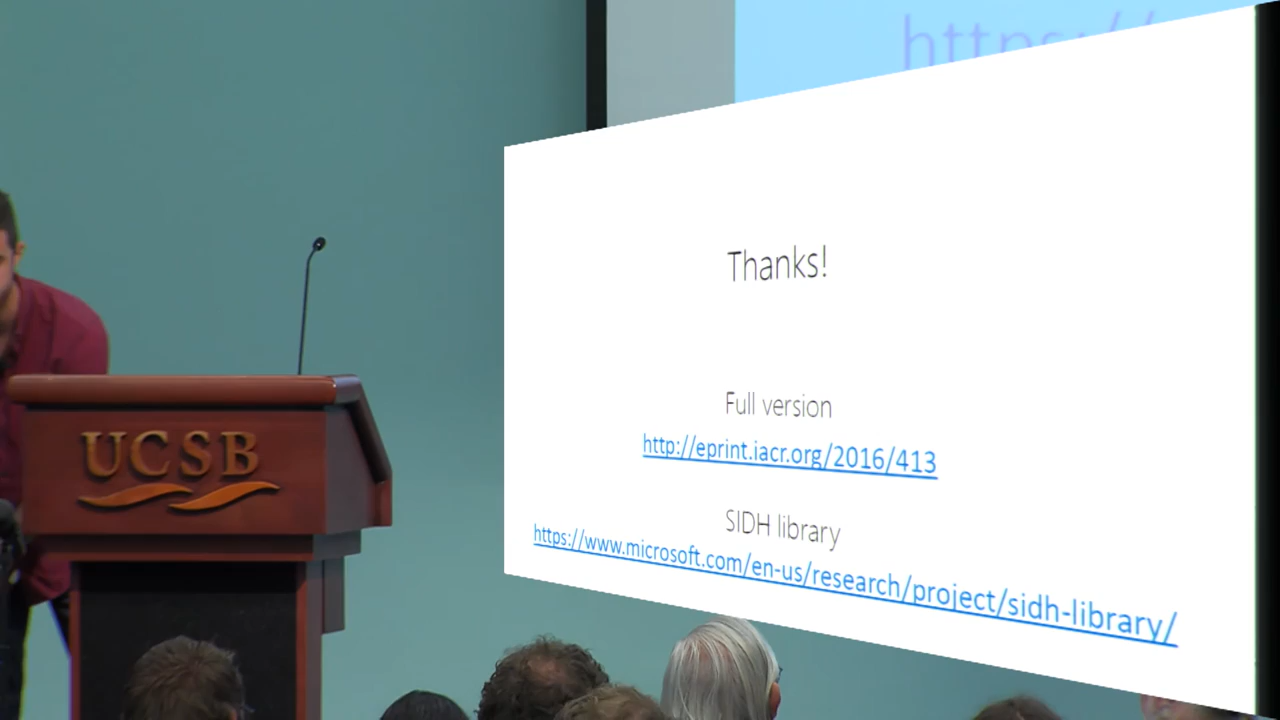 https://
Thanks!
Full version
http://eprint.iacr.org/2016/413
SIDH library
https://www.microsoft.com/en-us/research/project/sidh-library/
UCSB